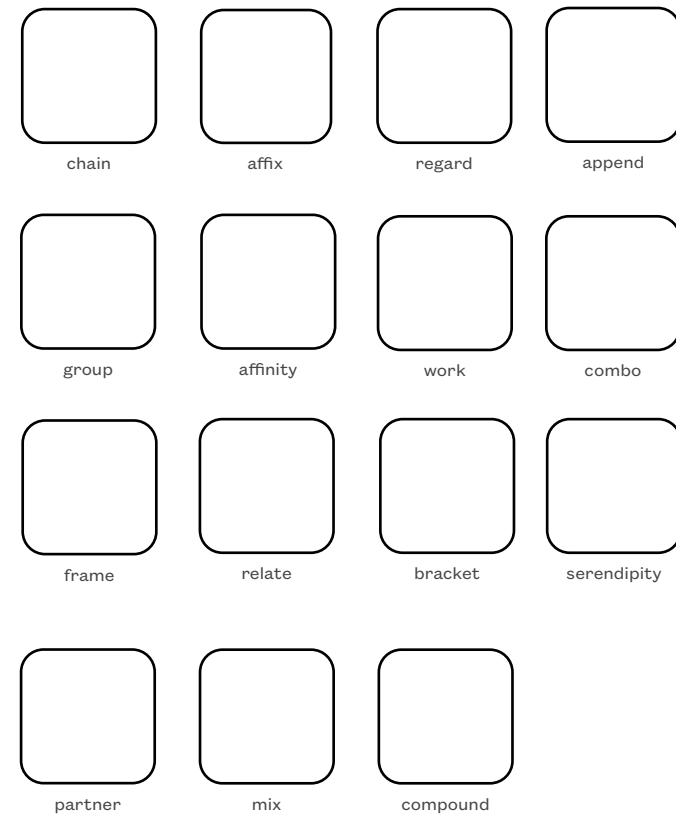 chain affix regard append
group affinity work combo
frame relate bracket serendipity
partner mix compound